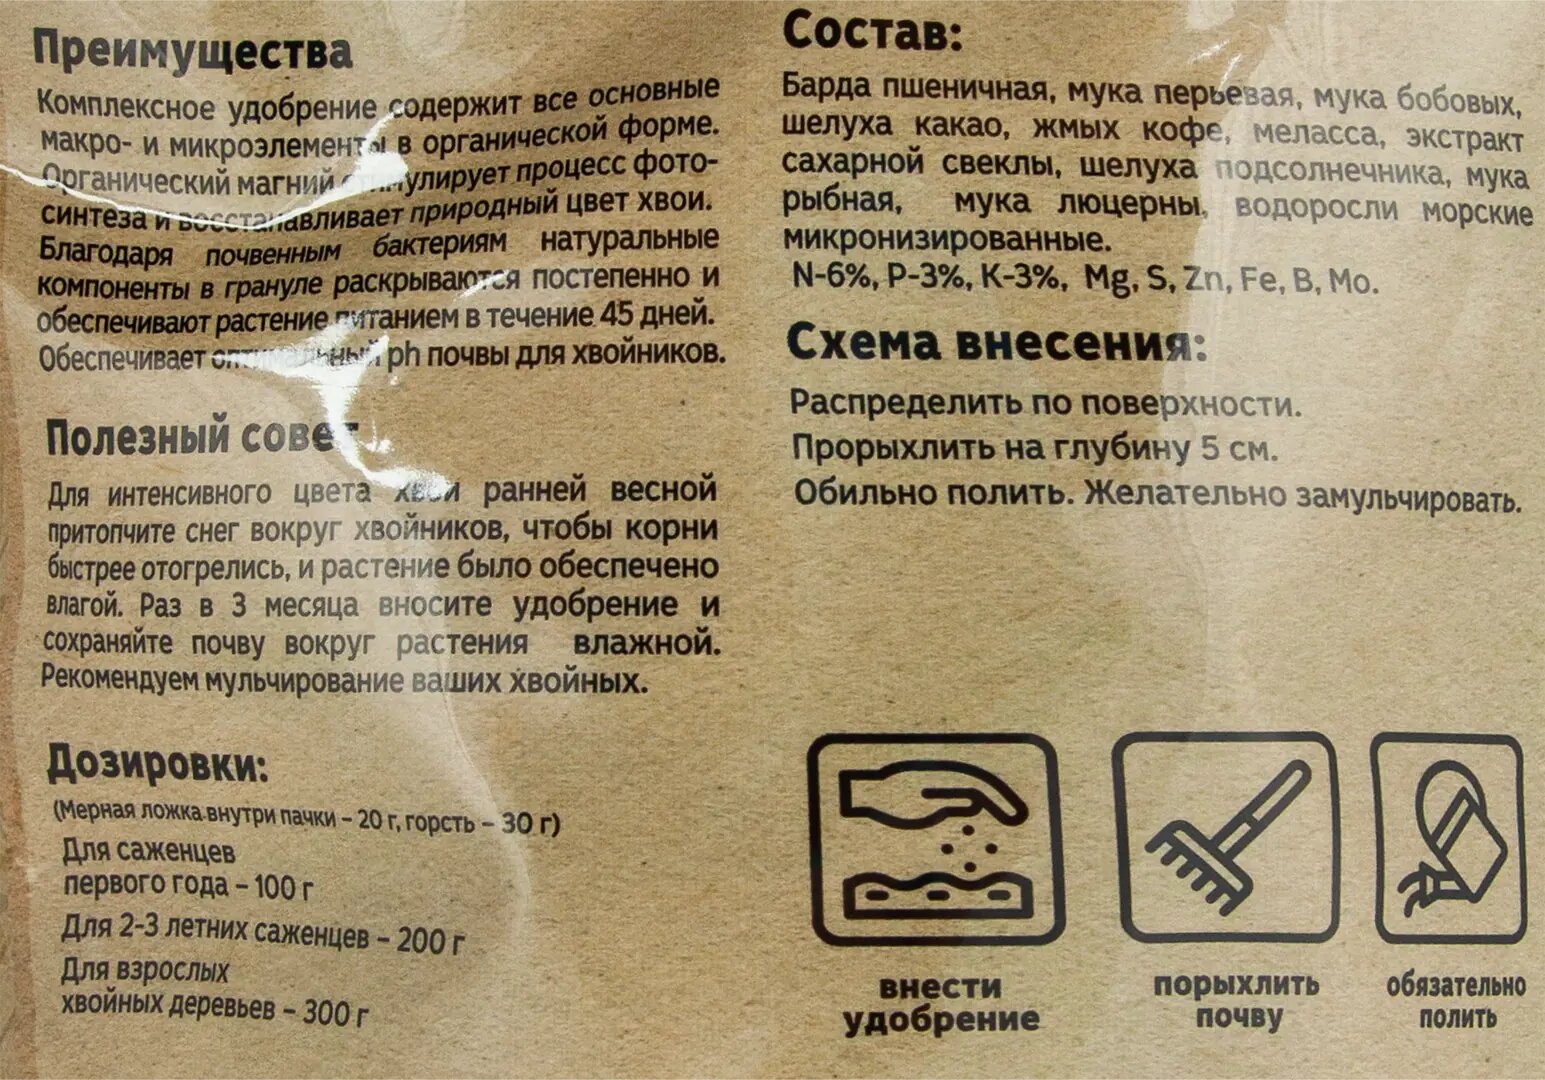 Преимущества
Комплексное удобрение содержит все основные
макро- и микроэлементы в органической форме.
Органический магний стимулирует процесс фото-
синтеза и восстанавливает природный цвет хвои.
Благодаря почвенным бактериям натуральные
компоненты в грануле раскрываются постепенно и
обеспечивают растение питанием в течение 45 дней.
Обеспечивает оптимальный ph почвы для хвойников.
Полезный совет
Для интенсивного цвета хвои ранней весной
притопчите снег вокруг хвойников, чтобы корни
быстрее отогрелись, и растение было обеспечено
влагой. Раз в 3 месяца вносите удобрение и
сохраняйте почву вокруг растения влажной.
Рекомендуем мульчирование ваших хвойных.
Дозировки:
(Мерная ложка внутри пачки – 20 г, горсть – 30 г)
Для саженцев
первого года – 100 г
Для 2-3 летних саженцев – 200 г
Для взрослых
хвойных деревьев – 300 г
Состав:
Барда пшеничная, мука перьевая, мука бобовых,
шелуха какао, жмых кофе, меласса, экстракт
сахарной свеклы, шелуха подсолнечника, мука
рыбная, мука люцерны, водоросли морские
микронизированные.
N-6%, P-3%, K-3%, Mg, S, Zn, Fe, B, Mo.
Схема внесения:
Распределить по поверхности.
Прорыхлить на глубину 5 см.
Обильно полить. Желательно замульчировать.
внести
удобрение
порыхлить
почву
обязательно
полить